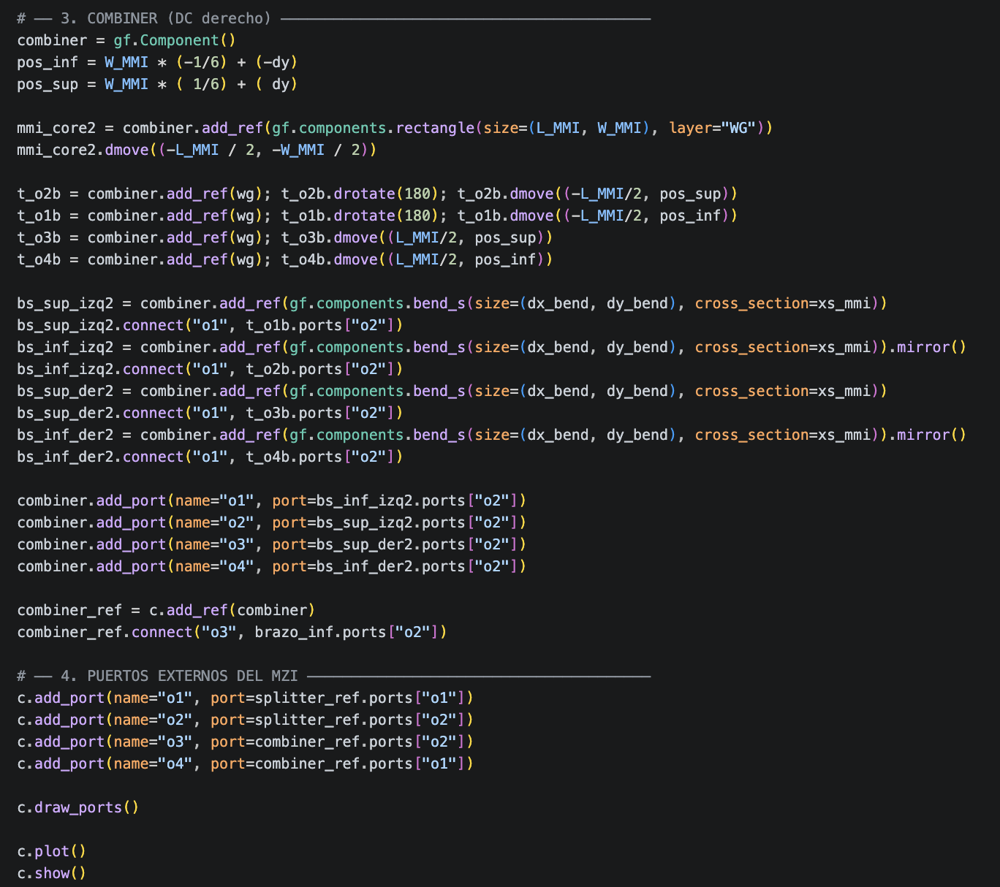 # —— 3. COMBINER (DC derecho) ——————————————————————————————————————————
combiner = gf.Component()
pos_inf = W_MMI * (-1/6) + (-dy)
pos_sup = W_MMI * ( 1/6) + ( dy)
mmi_core2 = combiner.add_ref(gf.components.rectangle(size=(L_MMI, W_MMI), layer="WG"))
mmi_core2.dmove((-L_MMI / 2, -W_MMI / 2))
t_o2b = combiner.add_ref(wg); t_o2b.drotate(180); t_o2b.dmove((-L_MMI/2, pos_sup))
t_o1b = combiner.add_ref(wg); t_o1b.drotate(180); t_o1b.dmove((-L_MMI/2, pos_inf))
t_o3b = combiner.add_ref(wg); t_o3b.dmove((L_MMI/2, pos_sup))
t_o4b = combiner.add_ref(wg); t_o4b.dmove((L_MMI/2, pos_inf))
bs_sup_izq2 = combiner.add_ref(gf.components.bend_s(size=(dx_bend, dy_bend), cross_section=xs_mmi))
bs_sup_izq2.connect("o1", t_o1b.ports["o2"])
bs_inf_izq2 = combiner.add_ref(gf.components.bend_s(size=(dx_bend, dy_bend), cross_section=xs_mmi)).mirror()
bs_inf_izq2.connect("o1", t_o2b.ports["o2"])
bs_sup_der2 = combiner.add_ref(gf.components.bend_s(size=(dx_bend, dy_bend), cross_section=xs_mmi))
bs_sup_der2.connect("o1", t_o3b.ports["o2"])
bs_inf_der2 = combiner.add_ref(gf.components.bend_s(size=(dx_bend, dy_bend), cross_section=xs_mmi)).mirror()
bs_inf_der2.connect("o1", t_o4b.ports["o2"])
combiner.add_port(name="o1", port=bs_inf_izq2.ports["o2"])
combiner.add_port(name="o2", port=bs_sup_izq2.ports["o2"])
combiner.add_port(name="o3", port=bs_sup_der2.ports["o2"])
combiner.add_port(name="o4", port=bs_inf_der2.ports["o2"])
combiner_ref = c.add_ref(combiner)
combiner_ref.connect("o3", brazo_inf.ports["o2"])
# —— 4. PUERTOS EXTERNOS DEL MZI ———————————————————————————————————————
c.add_port(name="o1", port=splitter_ref.ports["o1"])
c.add_port(name="o2", port=splitter_ref.ports["o2"])
c.add_port(name="o3", port=combiner_ref.ports["o2"])
c.add_port(name="o4", port=combiner_ref.ports["o1"])
c.draw_ports()
c.plot()
c.show()